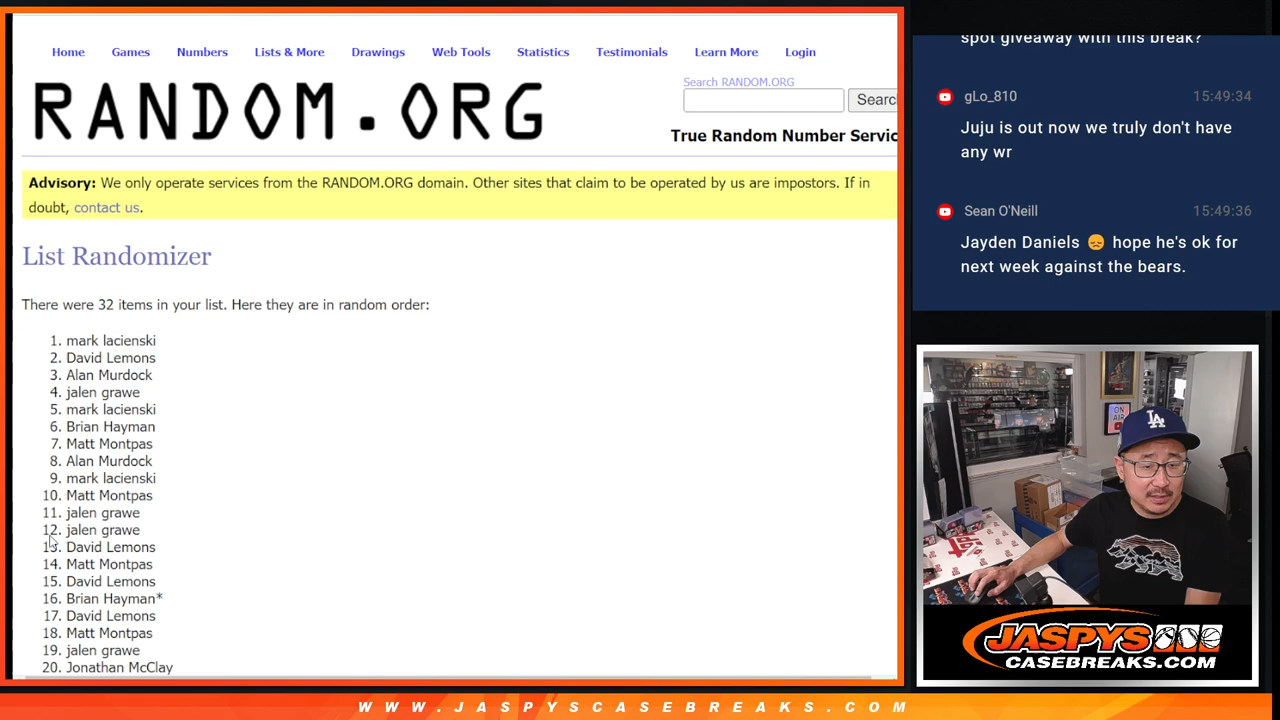 Home Games Numbers Lists & More Drawings Web Tools Statistics Testimonials Learn More Login
RANDOM.ORG
Search RANDOM.ORG
Searc
True Random Number Servic
Advisory: We only operate services from the RANDOM.ORG domain. Other sites that claim to be operated by us are impostors. If in
doubt, contact us.
List Randomizer
There were 32 items in your list. Here they are in random order:
1. mark lacienski
2. David Lemons
3. Alan Murdock
4. jalen grawe
5. mark lacienski
6. Brian Hayman
7. Matt Montpas
8. Alan Murdock
9. mark lacienski
10. Matt Montpas
11. jalen grawe
12. jalen grawe
13. David Lemons
14. Matt Montpas
15. David Lemons
16. Brian Hayman*
17. David Lemons
18. Matt Montpas
19. jalen grawe
20. Jonathan McClay
spot giveaway with this break?
gLo_810 15:49:34
Juju is out now we truly don't have
any wr
Sean O'Neill 15:49:36
Jayden Daniels 😞 hope he's ok for
next week against the bears.
ON
AIR
LA
JASPYS
CASEBREAKS.COM
WWW.JASPYSCASEBREAKS.COM